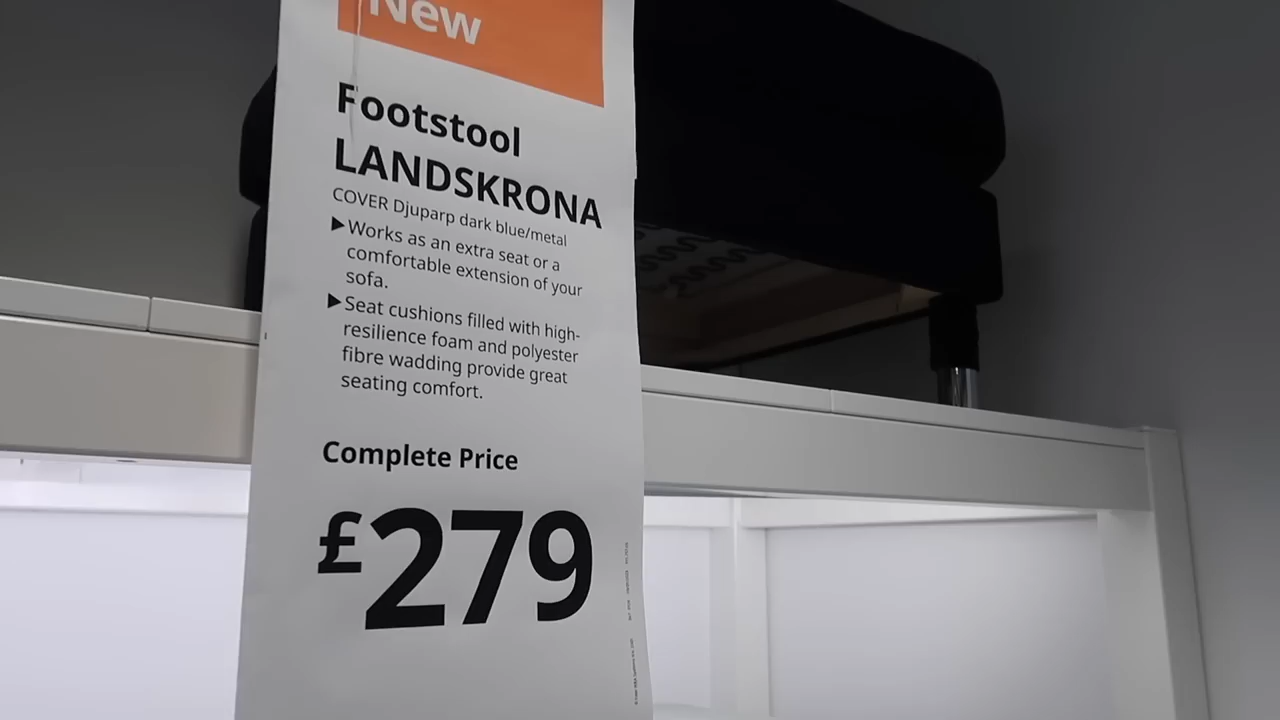 New
Footstool
LANDSKRONA
COVER Djuparp dark blue/metal
▶Works as an extra seat or a
comfortable extension of your
sofa.
▶Seat cushions filled with high-
resilience foam and polyester
fibre wadding provide great
seating comfort.
Complete Price
£279